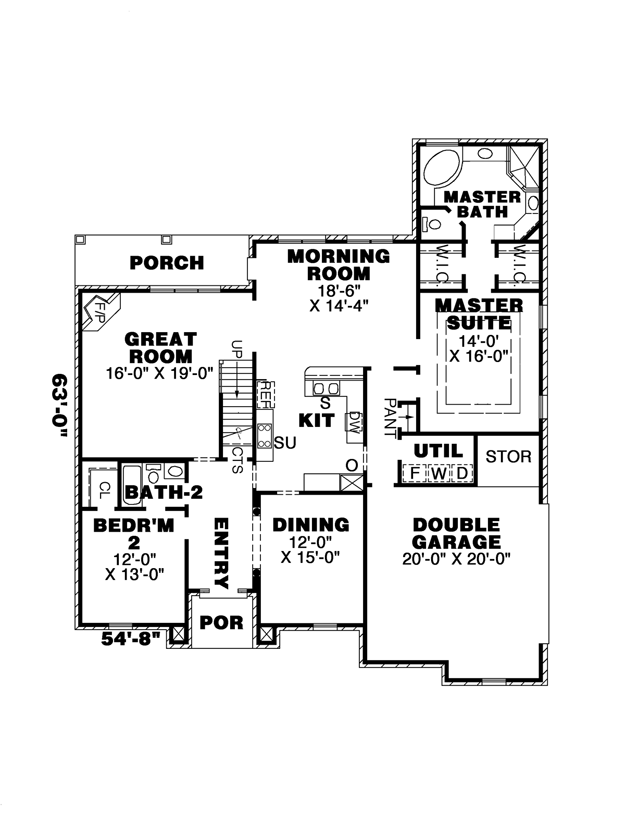 MASTER
BATH
PORCH
MORNING
ROOM
18'-6"
X 14'-4"
W.I.C.
W.I.C.
F/P
GREAT
ROOM
16'-0" X 19'-0"
UP
MASTER
SUITE
14'-0'
X 16'-0"
63'-0"
REF
S
KIT
DW
PANT
SU
CTS
O
UTIL
F W D
STOR
CL
BATH-2
BEDR'M
2
12'-0"
X 13'-0"
ENTRY
DINING
12'-0"
X 15'-0"
DOUBLE
GARAGE
20'-0" X 20'-0"
POR
54'-8"